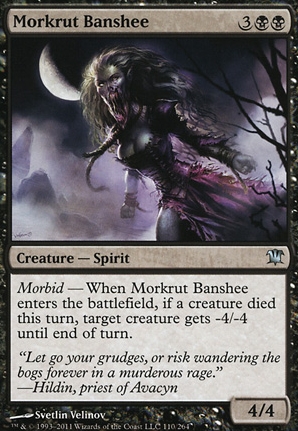 Morkrut Banshee 3
Creature — Spirit
Morbid — When Morkrut Banshee
enters the battlefield, if a creature died
this turn, target creature gets -4/-4
until end of turn.
“Let go your grudges, or risk wandering the
bogs forever in a murderous rage.”
—Hildin, priest of Avacyn
Svetlin Velinov
4/4
™ & © 1993–2011 Wizards of the Coast LLC 110/264